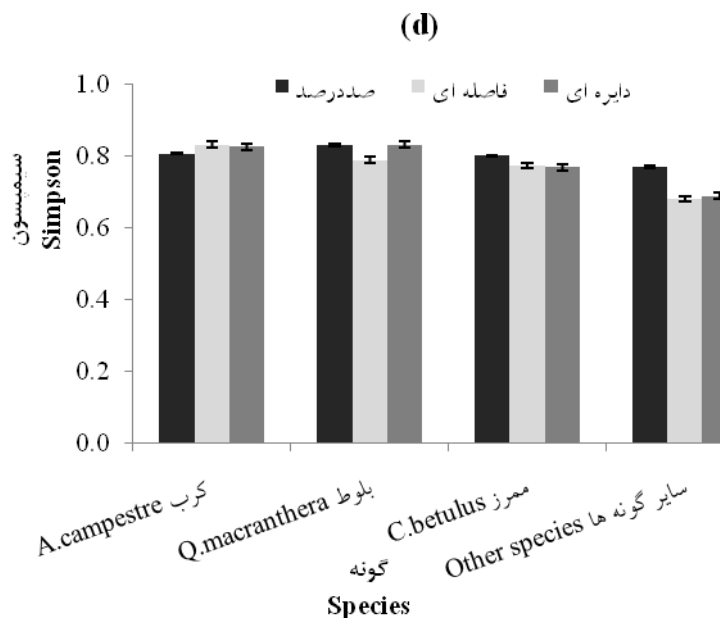 (d)
صددرصد فاصله ای دایره ای
1.0
0.8
0.6
0.4
0.2
0.0
سیمپسون
Simpson
A.campestre کرب
Q.macranthera بلوط
C.betulus ممرز
Other species سایر گونه ها
گونه
Species